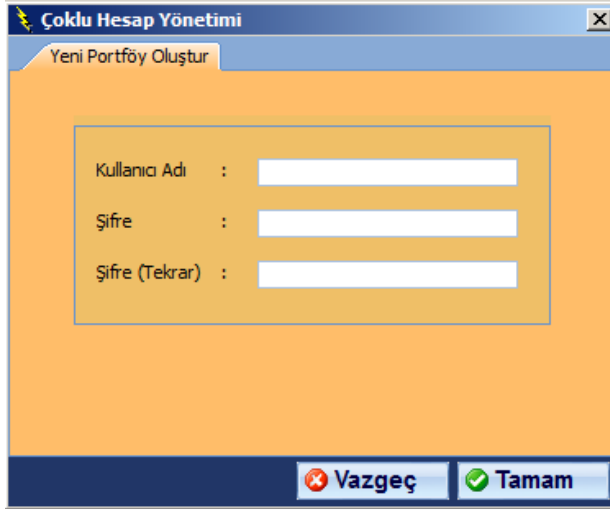 Çoklu Hesap Yönetimi
Yeni Portföy Oluştur
Kullanıcı Adı :
Şifre :
Şifre (Tekrar) :
Vazgeç Tamam